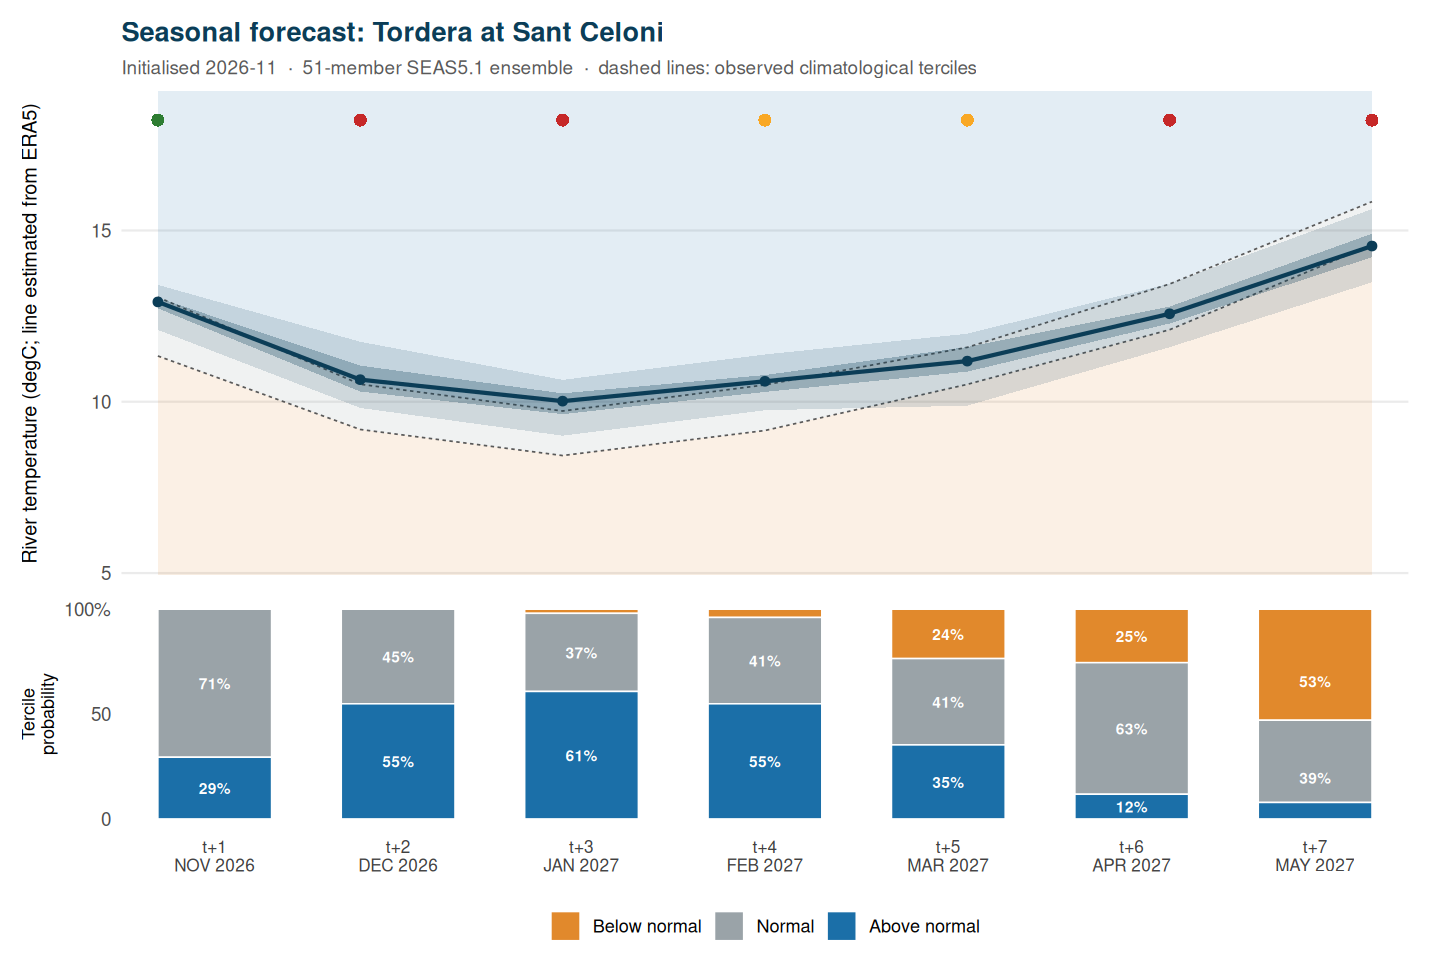 Seasonal forecast: Tordera at Sant Celoni
Initialised 2026-11 · 51-member SEAS5.1 ensemble · dashed lines: observed climatological terciles
River temperature (degC; line estimated from ERA5)
15
10
5
Tercile
probability
100%
50
0
71%
29%
45%
55%
37%
61%
41%
55%
24%
41%
35%
25%
63%
12%
53%
39%
t+1
NOV 2026
t+2
DEC 2026
t+3
JAN 2027
t+4
FEB 2027
t+5
MAR 2027
t+6
APR 2027
t+7
MAY 2027
Below normal
Normal
Above normal